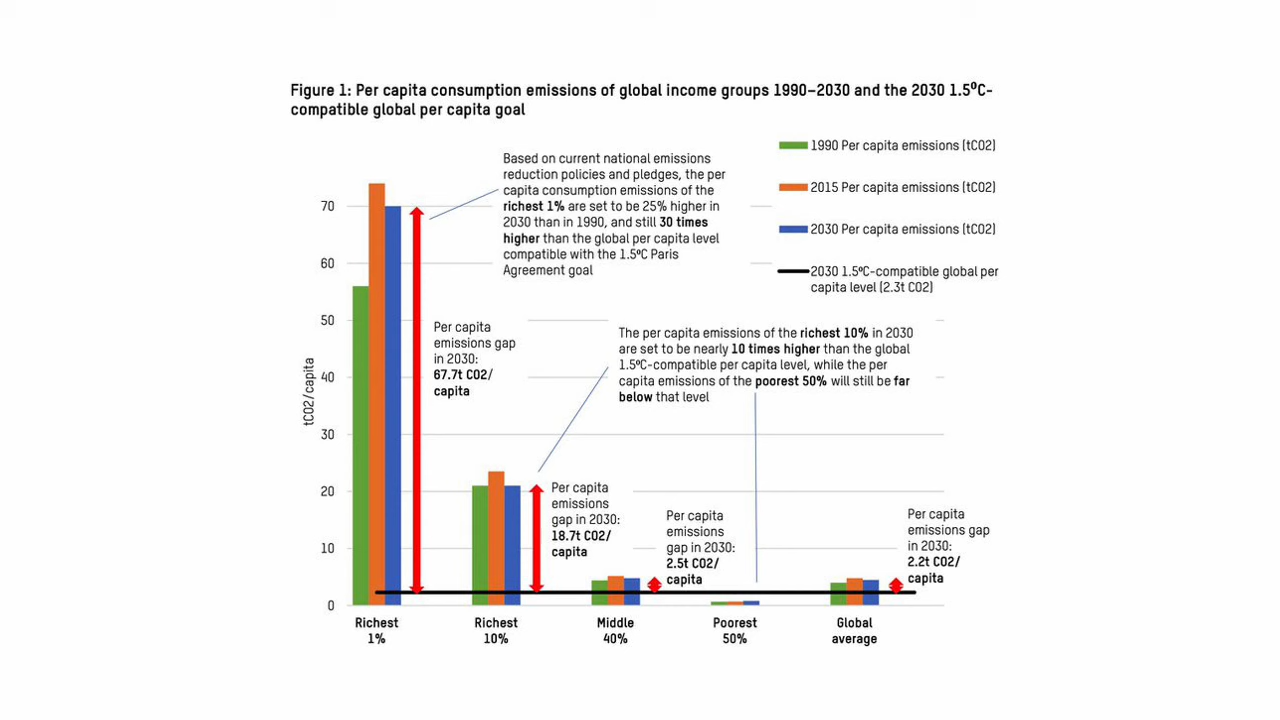 Figure 1: Per capita consumption emissions of global income groups 1990–2030 and the 2030 1.5ºC-
compatible global per capita goal
1990 Per capita emissions (tCO2)
2015 Per capita emissions (tCO2)
2030 Per capita emissions (tCO2)
2030 1.5ºC-compatible global per
capita level (2.3t CO2)
Based on current national emissions
reduction policies and pledges, the per
capita consumption emissions of the
richest 1% are set to be 25% higher in
2030 than in 1990, and still 30 times
higher than the global per capita level
compatible with the 1.5ºC Paris
Agreement goal
The per capita emissions of the richest 10% in 2030
are set to be nearly 10 times higher than the global
1.5ºC-compatible per capita level, while the per
capita emissions of the poorest 50% will still be far
below that level
Per capita
emissions gap
in 2030:
67.7t CO2/
capita
Per capita
emissions
gap in 2030:
18.7t CO2/
capita
Per capita
emissions
gap in 2030:
2.5t CO2/
capita
Per capita
emissions gap
in 2030:
2.2t CO2/
capita
tCO2/capita
70
60
50
40
30
20
10
0
Richest
1%
Richest
10%
Middle
40%
Poorest
50%
Global
average